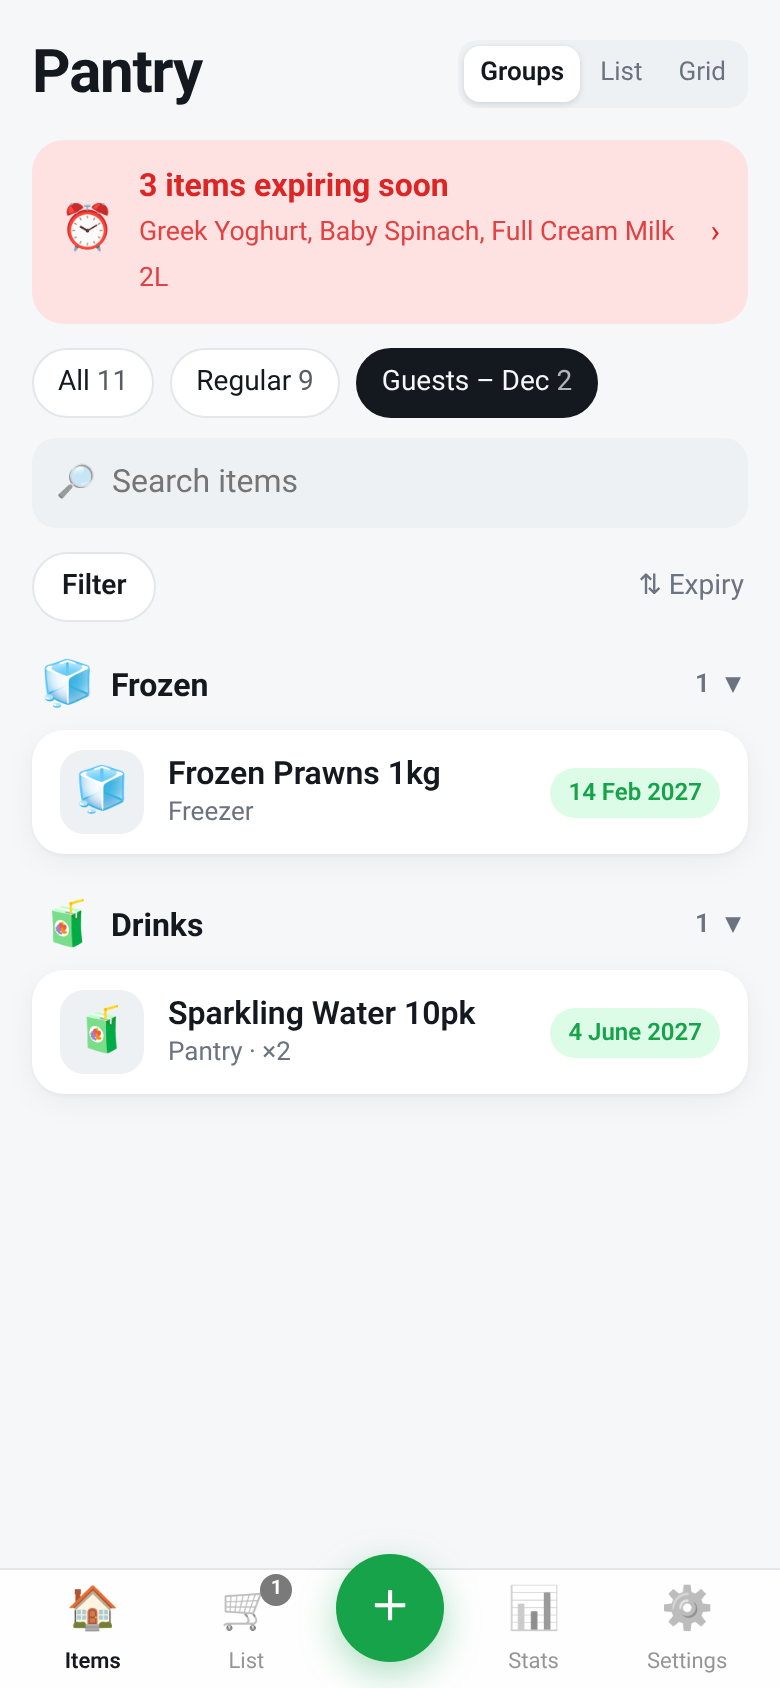 Pantry
Groups List Grid
3 items expiring soon
Greek Yoghurt, Baby Spinach, Full Cream Milk
2L
›
All 11 Regular 9 Guests – Dec 2
Search items
Filter ⇅ Expiry
Frozen 1 ▼
Frozen Prawns 1kg
Freezer
14 Feb 2027
Drinks 1 ▼
Sparkling Water 10pk
Pantry · ×2
4 June 2027
1
+
Items List Stats Settings